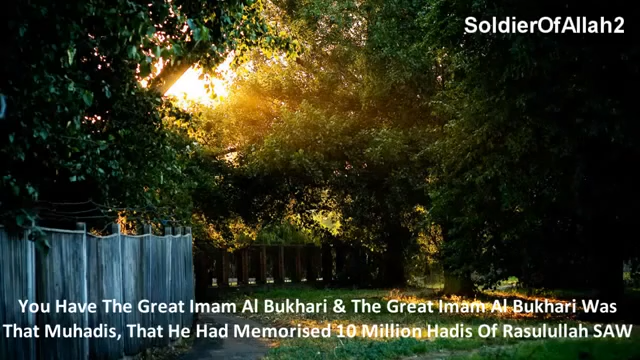 SoldierOfAllah2
You Have The Great Imam Al Bukhari & The Great Imam Al Bukhari Was
That Muhadis, That He Had Memorised 10 Million Hadis Of Rasulullah SAW